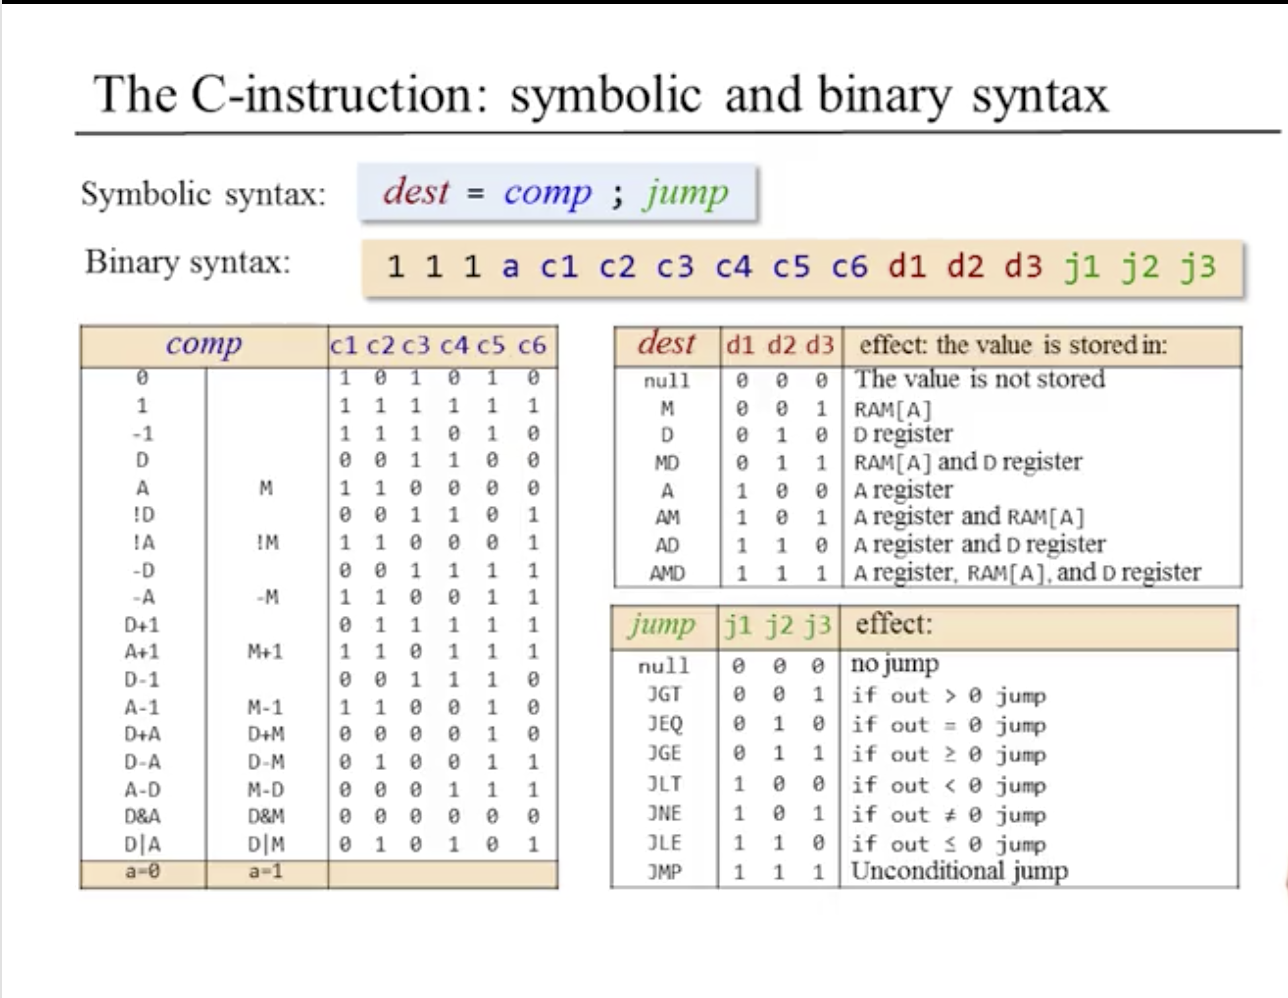 The C-instruction: symbolic and binary syntax
Symbolic syntax: dest = comp ; jump
Binary syntax: 1 1 1 a c1 c2 c3 c4 c5 c6 d1 d2 d3 j1 j2 j3
comp c1 c2 c3 c4 c5 c6
0 1 0 1 0 1 0
1 1 1 1 1 1 1
-1 1 1 1 0 1 0
D 0 0 1 1 0 0
A M 1 1 0 0 0 0
!D 0 0 1 1 0 1
!A !M 1 1 0 0 0 1
-D 0 0 1 1 1 1
-A -M 1 1 0 0 1 1
D+1 0 1 1 1 1 1
A+1 M+1 1 1 0 1 1 1
D-1 0 0 1 1 1 0
A-1 M-1 1 1 0 0 1 0
D+A D+M 0 0 0 0 1 0
D-A D-M 0 1 0 0 1 1
A-D M-D 0 0 0 1 1 1
D&A D&M 0 0 0 0 0 0
D|A D|M 0 1 0 1 0 1
a=0 a=1
dest d1 d2 d3 effect: the value is stored in:
null 0 0 0 The value is not stored
M 0 0 1 RAM[A]
D 0 1 0 D register
MD 0 1 1 RAM[A] and D register
A 1 0 0 A register
AM 1 0 1 A register and RAM[A]
AD 1 1 0 A register and D register
AMD 1 1 1 A register, RAM[A], and D register
jump j1 j2 j3 effect:
null 0 0 0 no jump
JGT 0 0 1 if out > 0 jump
JEQ 0 1 0 if out = 0 jump
JGE 0 1 1 if out ≥ 0 jump
JLT 1 0 0 if out < 0 jump
JNE 1 0 1 if out ≠ 0 jump
JLE 1 1 0 if out ≤ 0 jump
JMP 1 1 1 Unconditional jump